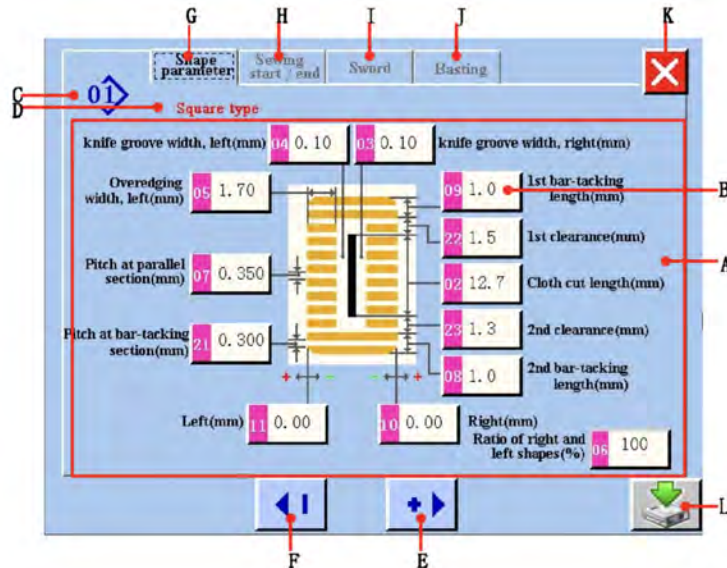 G H I J K
Shape
parameter
Sewing
start / end
Sword
Basting
C
01
D
Square type
knife groove width, left(mm) 04 0.10 03 0.10 knife groove width, right(mm)
Overedging
width, left(mm)
05 1.70
09 1.0
1st bar-tacking
length(mm)
B
22 1.5 1st clearance(mm)
A
Pitch at parallel
section(mm)
07 0.350
02 12.7 Cloth cut length(mm)
Pitch at bar-tacking
section(mm)
21 0.300
23 1.3 2nd clearance(mm)
08 1.0
2nd bar-tacking
length(mm)
+ - - +
Left(mm) 11 0.00 10 0.00 Right(mm)
Ratio of right and
left shapes(%)
06 100
+
L
F E